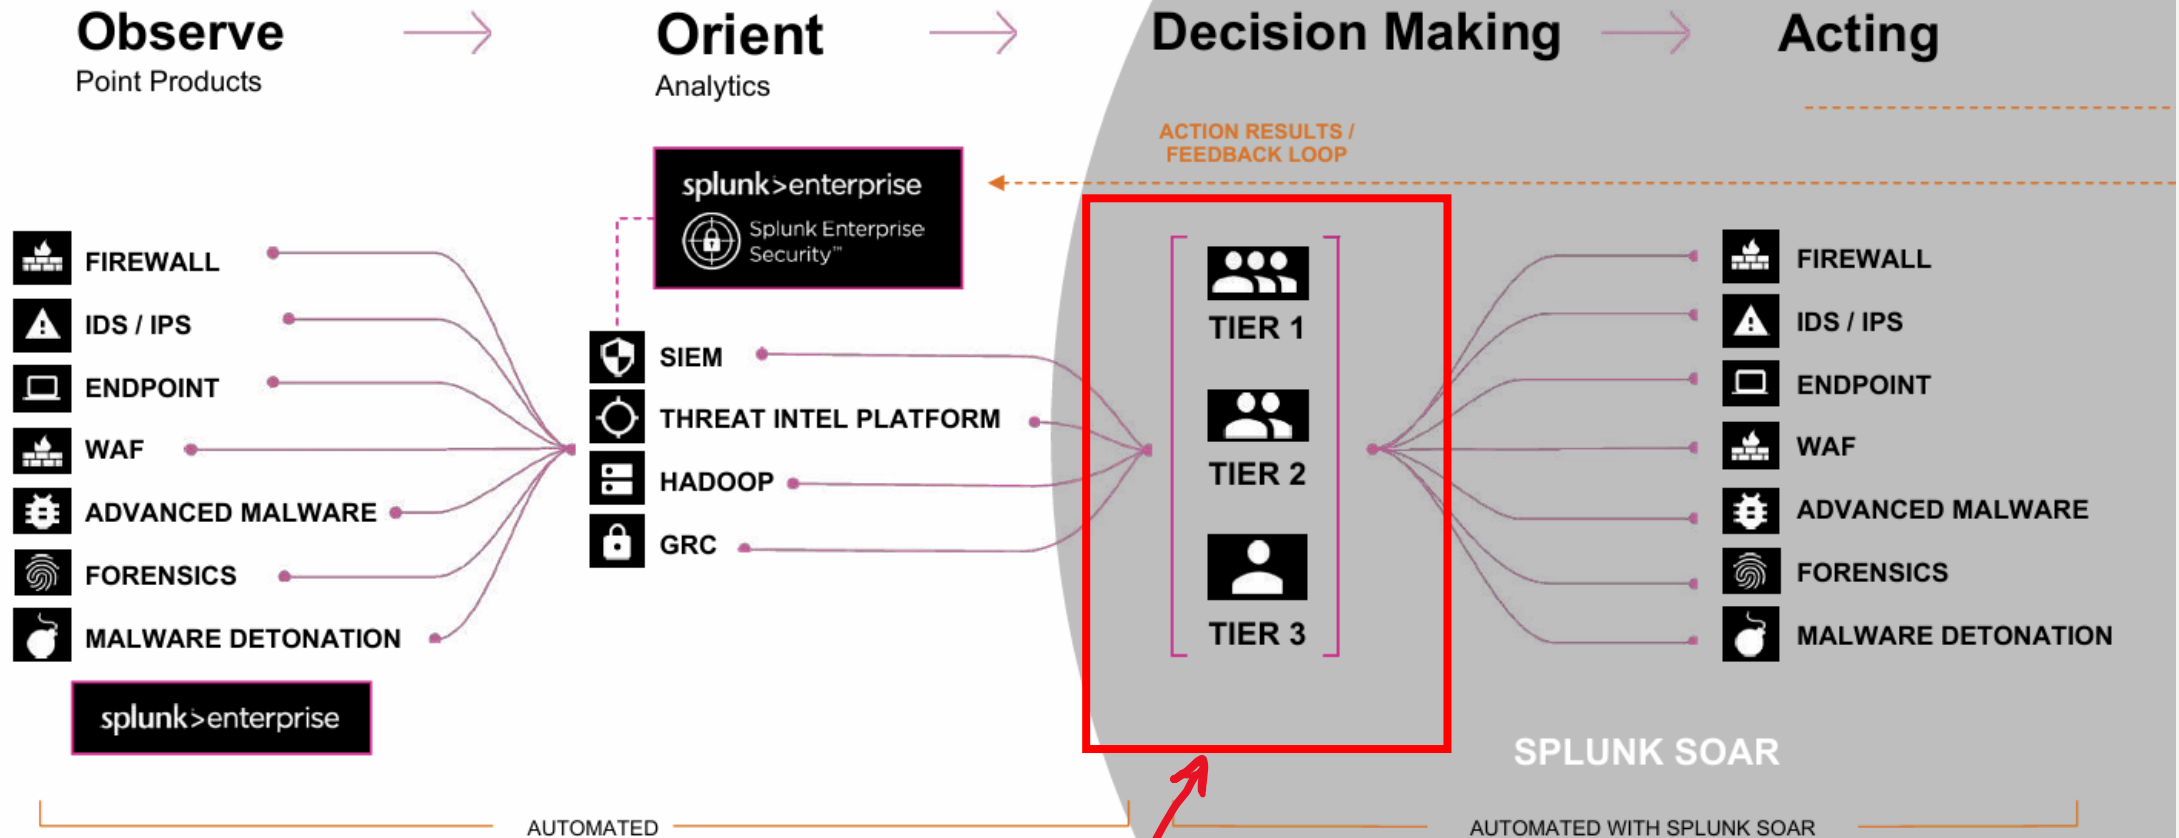 Observe
Point Products
Orient
Analytics
Decision Making
Acting
ACTION RESULTS /
FEEDBACK LOOP
splunk>enterprise
Splunk Enterprise
Security™
FIREWALL
IDS / IPS
ENDPOINT
WAF
ADVANCED MALWARE
FORENSICS
MALWARE DETONATION
splunk>enterprise
SIEM
THREAT INTEL PLATFORM
HADOOP
GRC
TIER 1
TIER 2
TIER 3
FIREWALL
IDS / IPS
ENDPOINT
WAF
ADVANCED MALWARE
FORENSICS
MALWARE DETONATION
SPLUNK SOAR
AUTOMATED
AUTOMATED WITH SPLUNK SOAR